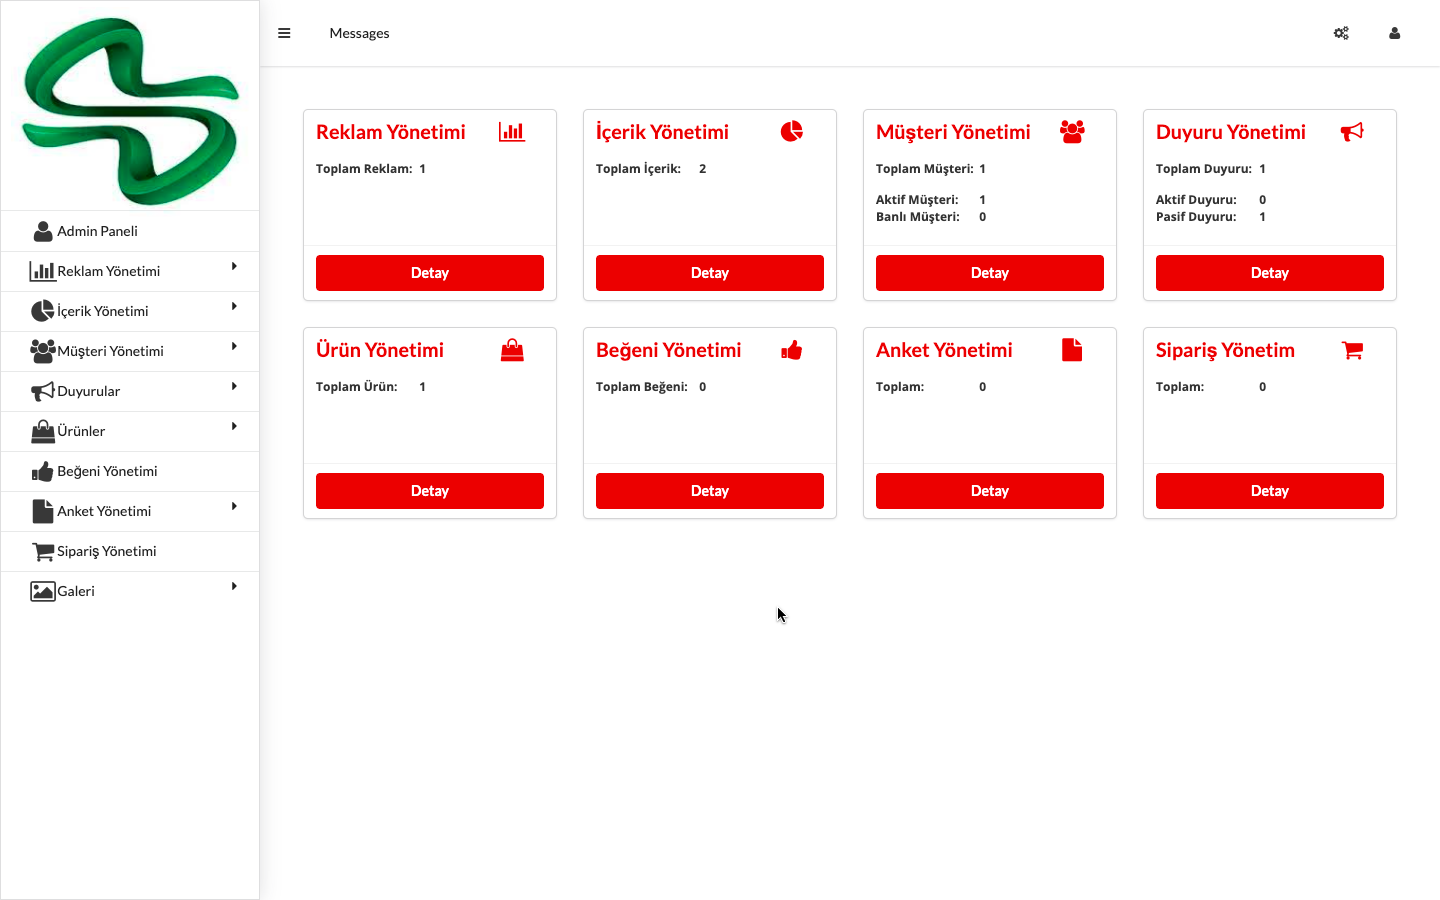 Messages
Admin Paneli
Reklam Yönetimi
İçerik Yönetimi
Müşteri Yönetimi
Duyurular
Ürünler
Beğeni Yönetimi
Anket Yönetimi
Sipariş Yönetimi
Galeri
Reklam Yönetimi
Toplam Reklam: 1
Detay
İçerik Yönetimi
Toplam İçerik: 2
Detay
Müşteri Yönetimi
Toplam Müşteri: 1
Aktif Müşteri: 1
Banlı Müşteri: 0
Detay
Duyuru Yönetimi
Toplam Duyuru: 1
Aktif Duyuru: 0
Pasif Duyuru: 1
Detay
Ürün Yönetimi
Toplam Ürün: 1
Detay
Beğeni Yönetimi
Toplam Beğeni: 0
Detay
Anket Yönetimi
Toplam: 0
Detay
Sipariş Yönetim
Toplam: 0
Detay